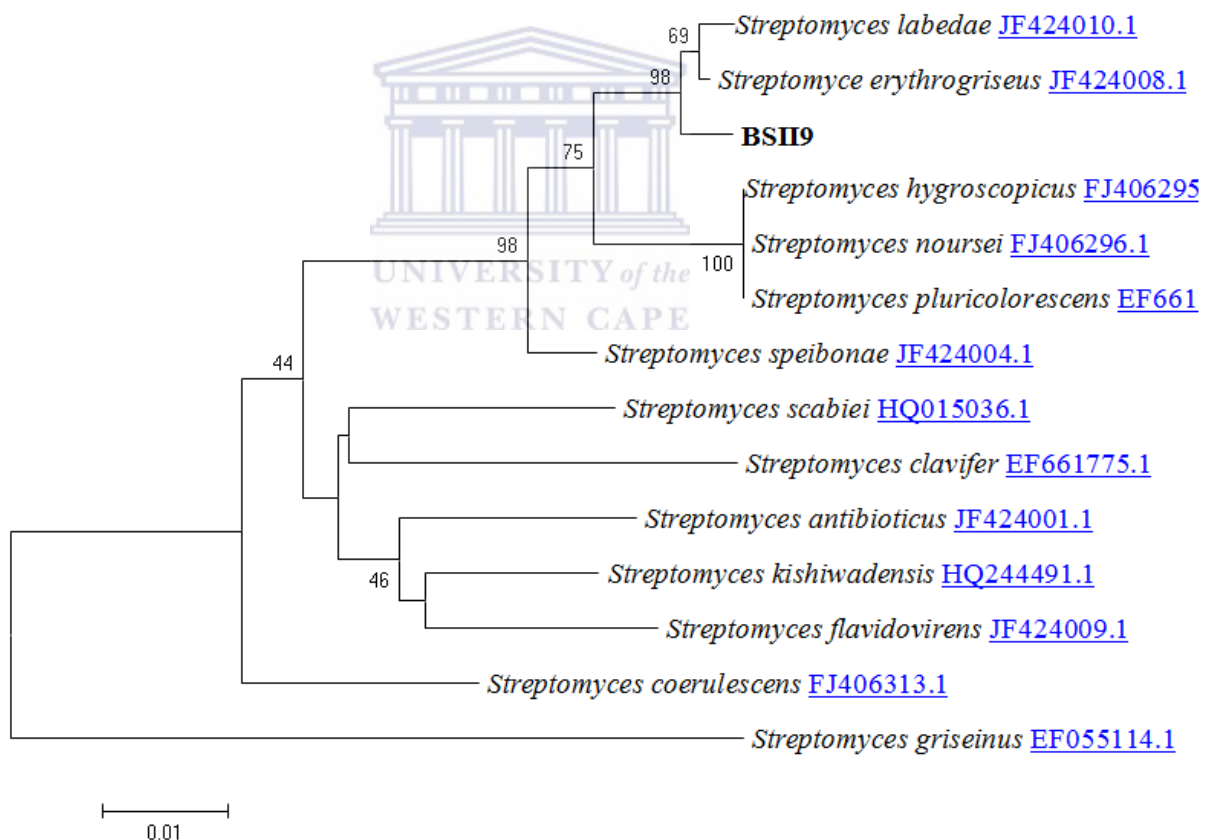 69
Streptomyces labedae JF424010.1
98
Streptomyce erythrogriseus JF424008.1
BSII9
75
Streptomyces hygroscopicus FJ406295
98
Streptomyces noursei FJ406296.1
100
Streptomyces pluricolorescens EF661
UNIVERSITY of the
WESTERN CAPE
Streptomyces speibonae JF424004.1
44
Streptomyces scabiei HQ015036.1
Streptomyces clavifer EF661775.1
Streptomyces antibioticus JF424001.1
46
Streptomyces kishiwadensis HQ244491.1
Streptomyces flavidovirens JF424009.1
Streptomyces coerulescens FJ406313.1
Streptomyces griseinus EF055114.1
0.01